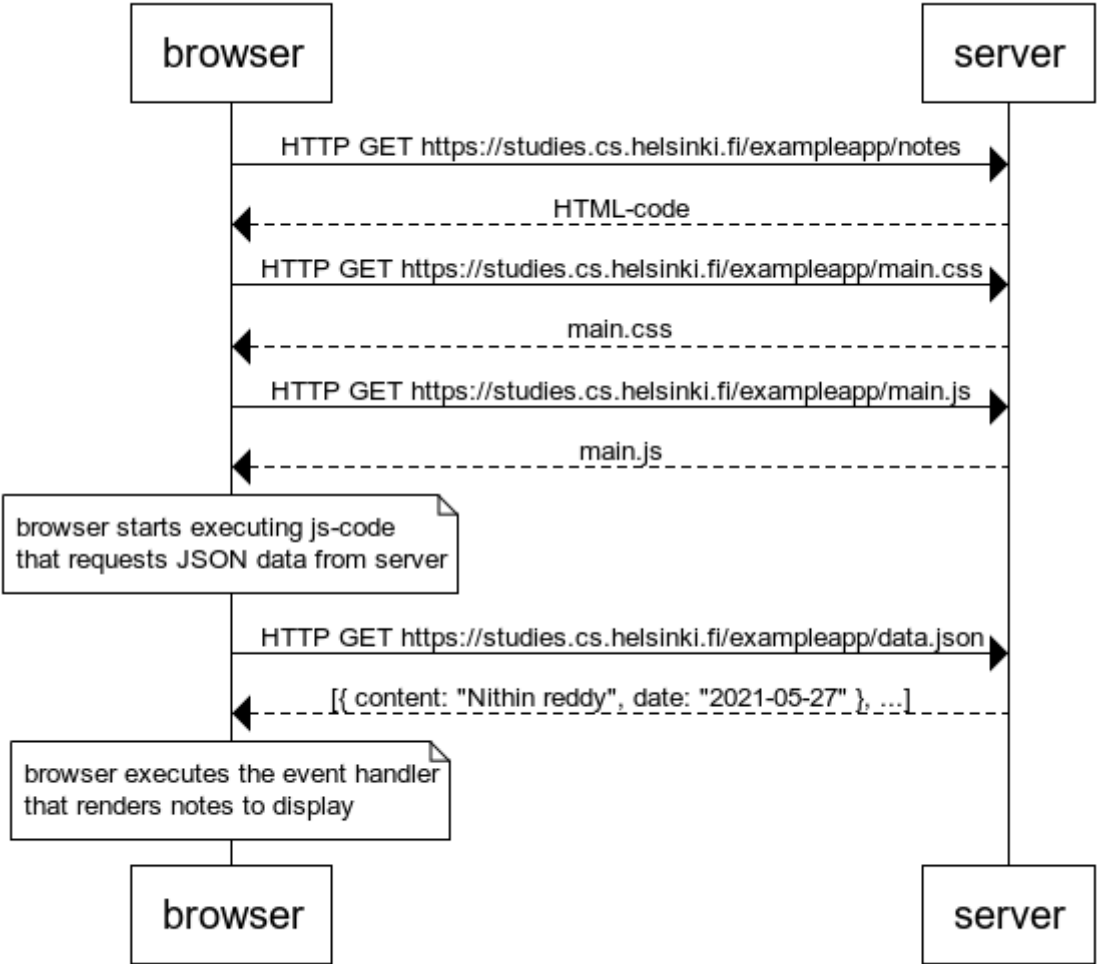 browser
server
HTTP GET https://studies.cs.helsinki.fi/exampleapp/notes
HTML-code
HTTP GET https://studies.cs.helsinki.fi/exampleapp/main.css
main.css
HTTP GET https://studies.cs.helsinki.fi/exampleapp/main.js
main.js
browser starts executing js-code
that requests JSON data from server
HTTP GET https://studies.cs.helsinki.fi/exampleapp/data.json
[{ content: "Nithin reddy", date: "2021-05-27" }, ...]
browser executes the event handler
that renders notes to display
browser
server